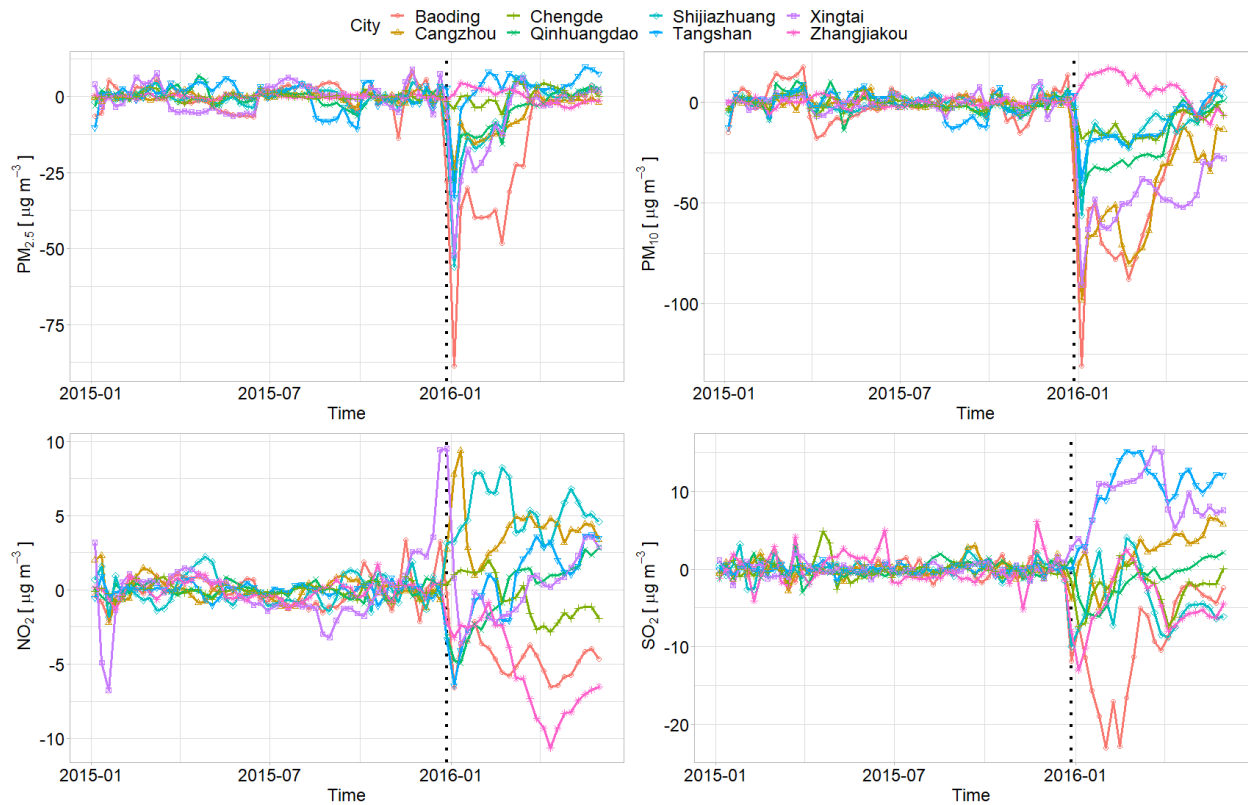 City Baoding Chengde Shijiazhuang Xingtai
Cangzhou Qinhuangdao Tangshan Zhangjiakou
0
-25
-50
-75
PM2.5 [ µg m−3 ]
2015-01 2015-07 2016-01
Time
0
-50
-100
PM10 [ µg m−3 ]
2015-01 2015-07 2016-01
Time
10
5
0
-5
-10
NO2 [ µg m−3 ]
2015-01 2015-07 2016-01
Time
10
0
-10
-20
SO2 [ µg m−3 ]
2015-01 2015-07 2016-01
Time